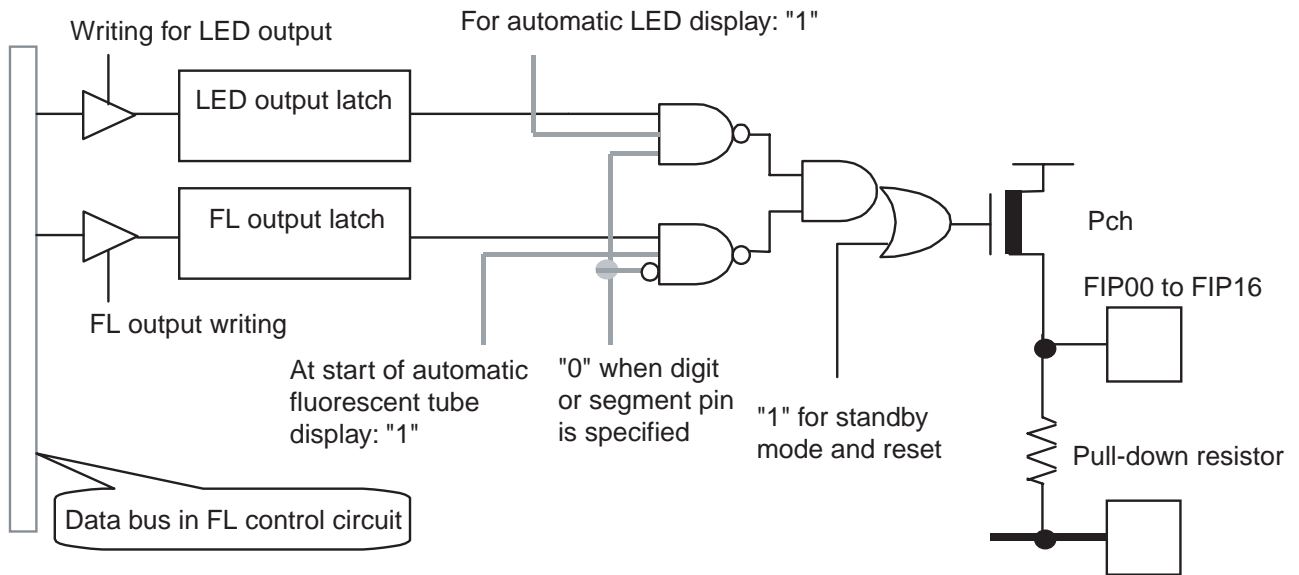 Writing for LED output
For automatic LED display: "1"
LED output latch
FL output latch
Pch
FIP00 to FIP16
FL output writing
At start of automatic
fluorescent tube
display: "1"
"0" when digit
or segment pin
is specified
"1" for standby
mode and reset
Pull-down resistor
Data bus in FL control circuit